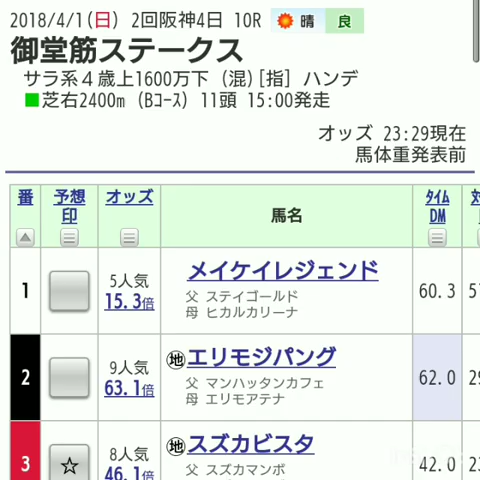 2018/4/1(日) 2回阪神4日 10R 晴 良
御堂筋ステークス
サラ系4歳上1600万下 (混)[指] ハンデ
芝右2400m (Bコース) 11頭 15:00発走
オッズ 23:29現在
馬体重発表前
番 予想印 オッズ 馬名 タイムDM 対
1 5人気 15.3倍 メイケイレジェンド 60.3
父 ステイゴールド
母 ヒカルカリーナ
2 9人気 63.1倍 地 エリモジパング 62.0
父 マンハッタンカフェ
母 エリモアテナ
3 ☆ 8人気 46.1倍 地 スズカビスタ 42.0
父 スズカマンボ